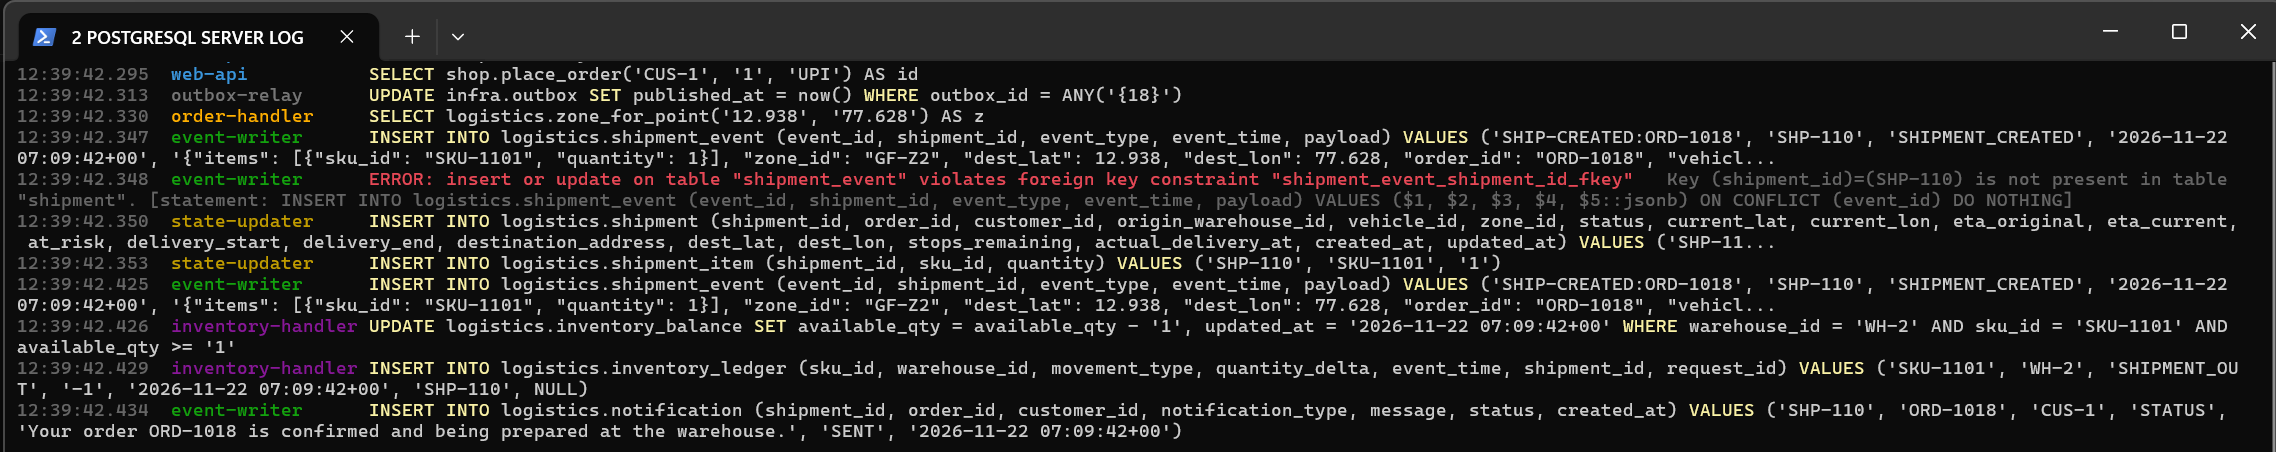 2 POSTGRESQL SERVER LOG
12:39:42.295 web-api SELECT shop.place_order('CUS-1', '1', 'UPI') AS id
12:39:42.313 outbox-relay UPDATE infra.outbox SET published_at = now() WHERE outbox_id = ANY('{18}')
12:39:42.330 order-handler SELECT logistics.zone_for_point('12.938', '77.628') AS z
12:39:42.347 event-writer INSERT INTO logistics.shipment_event (event_id, shipment_id, event_type, event_time, payload) VALUES ('SHIP-CREATED:ORD-1018', 'SHP-110', 'SHIPMENT_CREATED', '2026-11-22
07:09:42+00', '{"items": [{"sku_id": "SKU-1101", "quantity": 1}], "zone_id": "GF-Z2", "dest_lat": 12.938, "dest_lon": 77.628, "order_id": "ORD-1018", "vehicl...
12:39:42.348 event-writer ERROR: insert or update on table "shipment_event" violates foreign key constraint "shipment_event_shipment_id_fkey" Key (shipment_id)=(SHP-110) is not present in table
"shipment". [statement: INSERT INTO logistics.shipment_event (event_id, shipment_id, event_type, event_time, payload) VALUES ($1, $2, $3, $4, $5::jsonb) ON CONFLICT (event_id) DO NOTHING]
12:39:42.350 state-updater INSERT INTO logistics.shipment (shipment_id, order_id, customer_id, origin_warehouse_id, vehicle_id, zone_id, status, current_lat, current_lon, eta_original, eta_current,
at_risk, delivery_start, delivery_end, destination_address, dest_lat, dest_lon, stops_remaining, actual_delivery_at, created_at, updated_at) VALUES ('SHP-11...
12:39:42.353 state-updater INSERT INTO logistics.shipment_item (shipment_id, sku_id, quantity) VALUES ('SHP-110', 'SKU-1101', '1')
12:39:42.425 event-writer INSERT INTO logistics.shipment_event (event_id, shipment_id, event_type, event_time, payload) VALUES ('SHIP-CREATED:ORD-1018', 'SHP-110', 'SHIPMENT_CREATED', '2026-11-22
07:09:42+00', '{"items": [{"sku_id": "SKU-1101", "quantity": 1}], "zone_id": "GF-Z2", "dest_lat": 12.938, "dest_lon": 77.628, "order_id": "ORD-1018", "vehicl...
12:39:42.426 inventory-handler UPDATE logistics.inventory_balance SET available_qty = available_qty - '1', updated_at = '2026-11-22 07:09:42+00' WHERE warehouse_id = 'WH-2' AND sku_id = 'SKU-1101' AND
available_qty >= '1'
12:39:42.429 inventory-handler INSERT INTO logistics.inventory_ledger (sku_id, warehouse_id, movement_type, quantity_delta, event_time, shipment_id, request_id) VALUES ('SKU-1101', 'WH-2', 'SHIPMENT_OU
T', '-1', '2026-11-22 07:09:42+00', 'SHP-110', NULL)
12:39:42.434 event-writer INSERT INTO logistics.notification (shipment_id, order_id, customer_id, notification_type, message, status, created_at) VALUES ('SHP-110', 'ORD-1018', 'CUS-1', 'STATUS',
'Your order ORD-1018 is confirmed and being prepared at the warehouse.', 'SENT', '2026-11-22 07:09:42+00')